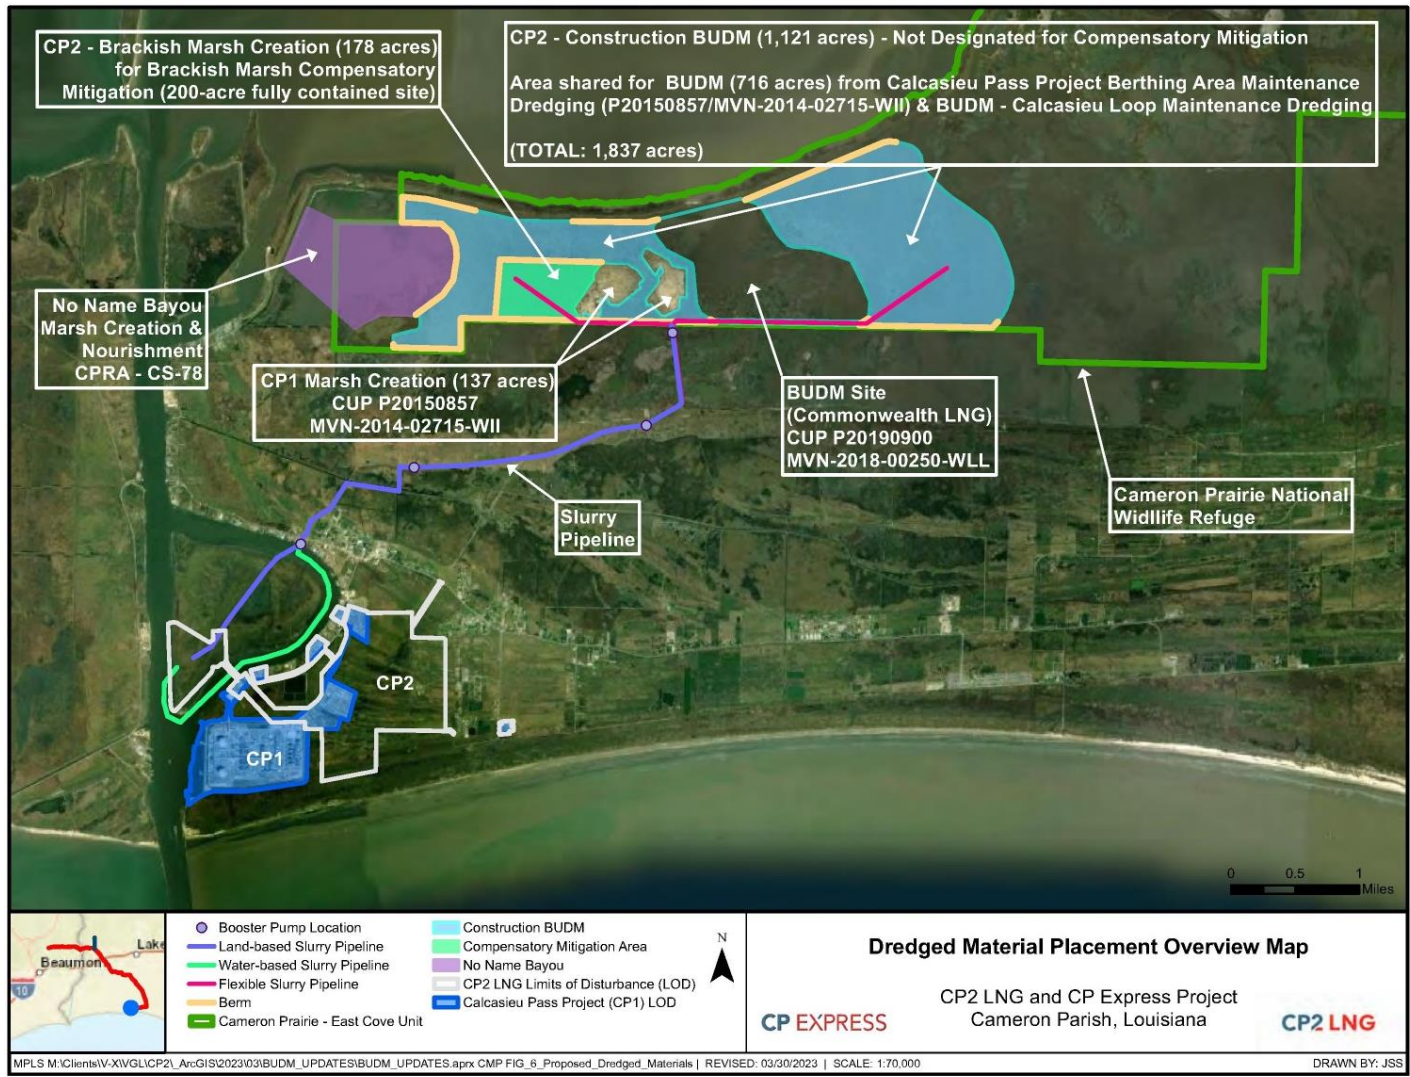 CP2 - Brackish Marsh Creation (178 acres)
for Brackish Marsh Compensatory
Mitigation (200-acre fully contained site)
CP2 - Construction BUDM (1,121 acres) - Not Designated for Compensatory Mitigation
Area shared for BUDM (716 acres) from Calcasieu Pass Project Berthing Area Maintenance
Dredging (P20150857/MVN-2014-02715-WII) & BUDM - Calcasieu Loop Maintenance Dredging
(TOTAL: 1,837 acres)
No Name Bayou
Marsh Creation &
Nourishment
CPRA - CS-78
CP1 Marsh Creation (137 acres)
CUP P20150857
MVN-2014-02715-WII
BUDM Site
(Commonwealth LNG)
CUP P20190900
MVN-2018-00250-WLL
Cameron Prairie National
Widllife Refuge
Slurry
Pipeline
CP2
CP1
0 0.5 1
Miles
Lake
Beaumon
10
Booster Pump Location
Land-based Slurry Pipeline
Water-based Slurry Pipeline
Flexible Slurry Pipeline
Berm
Cameron Prairie - East Cove Unit
Construction BUDM
Compensatory Mitigation Area
No Name Bayou
CP2 LNG Limits of Disturbance (LOD)
Calcasieu Pass Project (CP1) LOD
N
Dredged Material Placement Overview Map
CP2 LNG and CP Express Project
Cameron Parish, Louisiana
CP EXPRESS
CP2 LNG
MPLS M:\Clients\V-X\VGL\CP2\_ArcGIS\2023\03\BUDM_UPDATES\BUDM_UPDATES.aprx CMP FIG_6_Proposed_Dredged_Materials | REVISED: 03/30/2023 | SCALE: 1:70,000
DRAWN BY: JSS